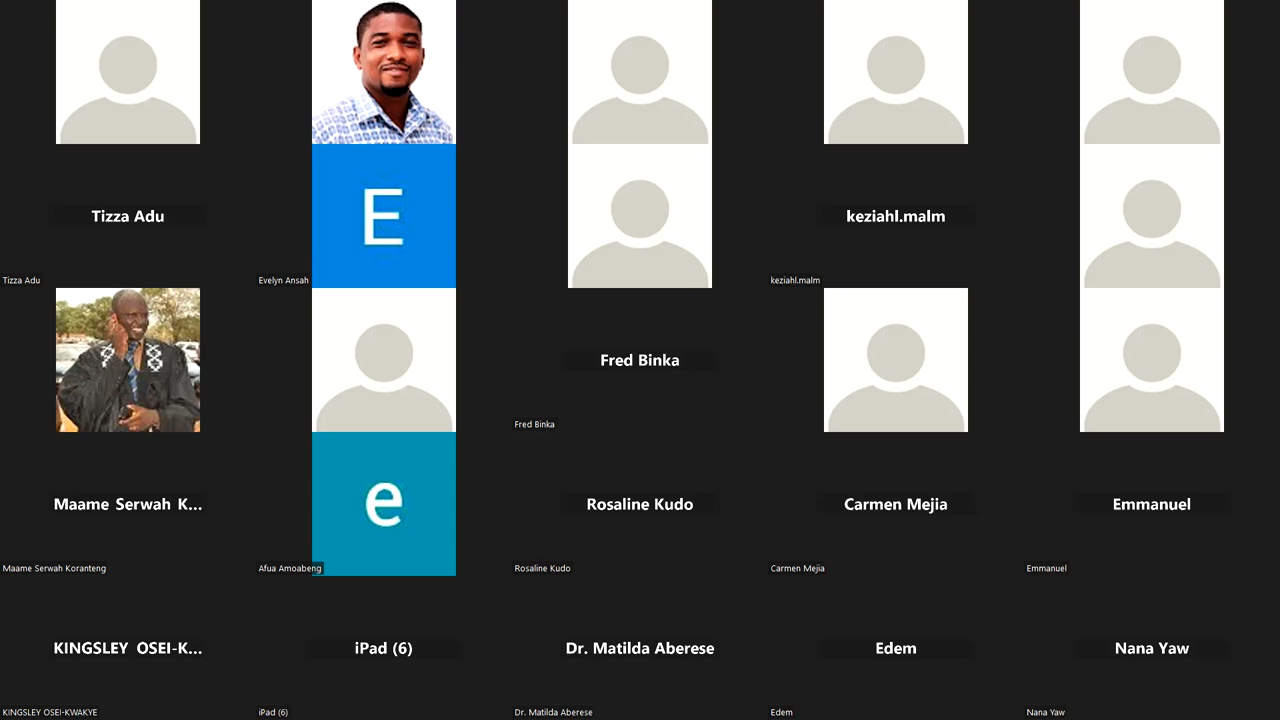 Tizza Adu
Tizza Adu
E
Evelyn Ansah
keziahl.malm
keziahl.malm
Fred Binka
Fred Binka
Maame Serwah K...
Maame Serwah Koranteng
e
Afua Amoabeng
Rosaline Kudo
Rosaline Kudo
Carmen Mejia
Carmen Mejia
Emmanuel
Emmanuel
KINGSLEY OSEI-K...
KINGSLEY OSEI-KWAKYE
iPad (6)
iPad (6)
Dr. Matilda Aberese
Dr. Matilda Aberese
Edem
Edem
Nana Yaw
Nana Yaw